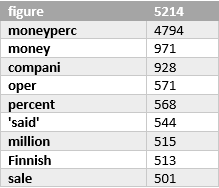 figure 5214
moneyperc 4794
money 971
compani 928
oper 571
percent 568
'said' 544
million 515
Finnish 513
sale 501